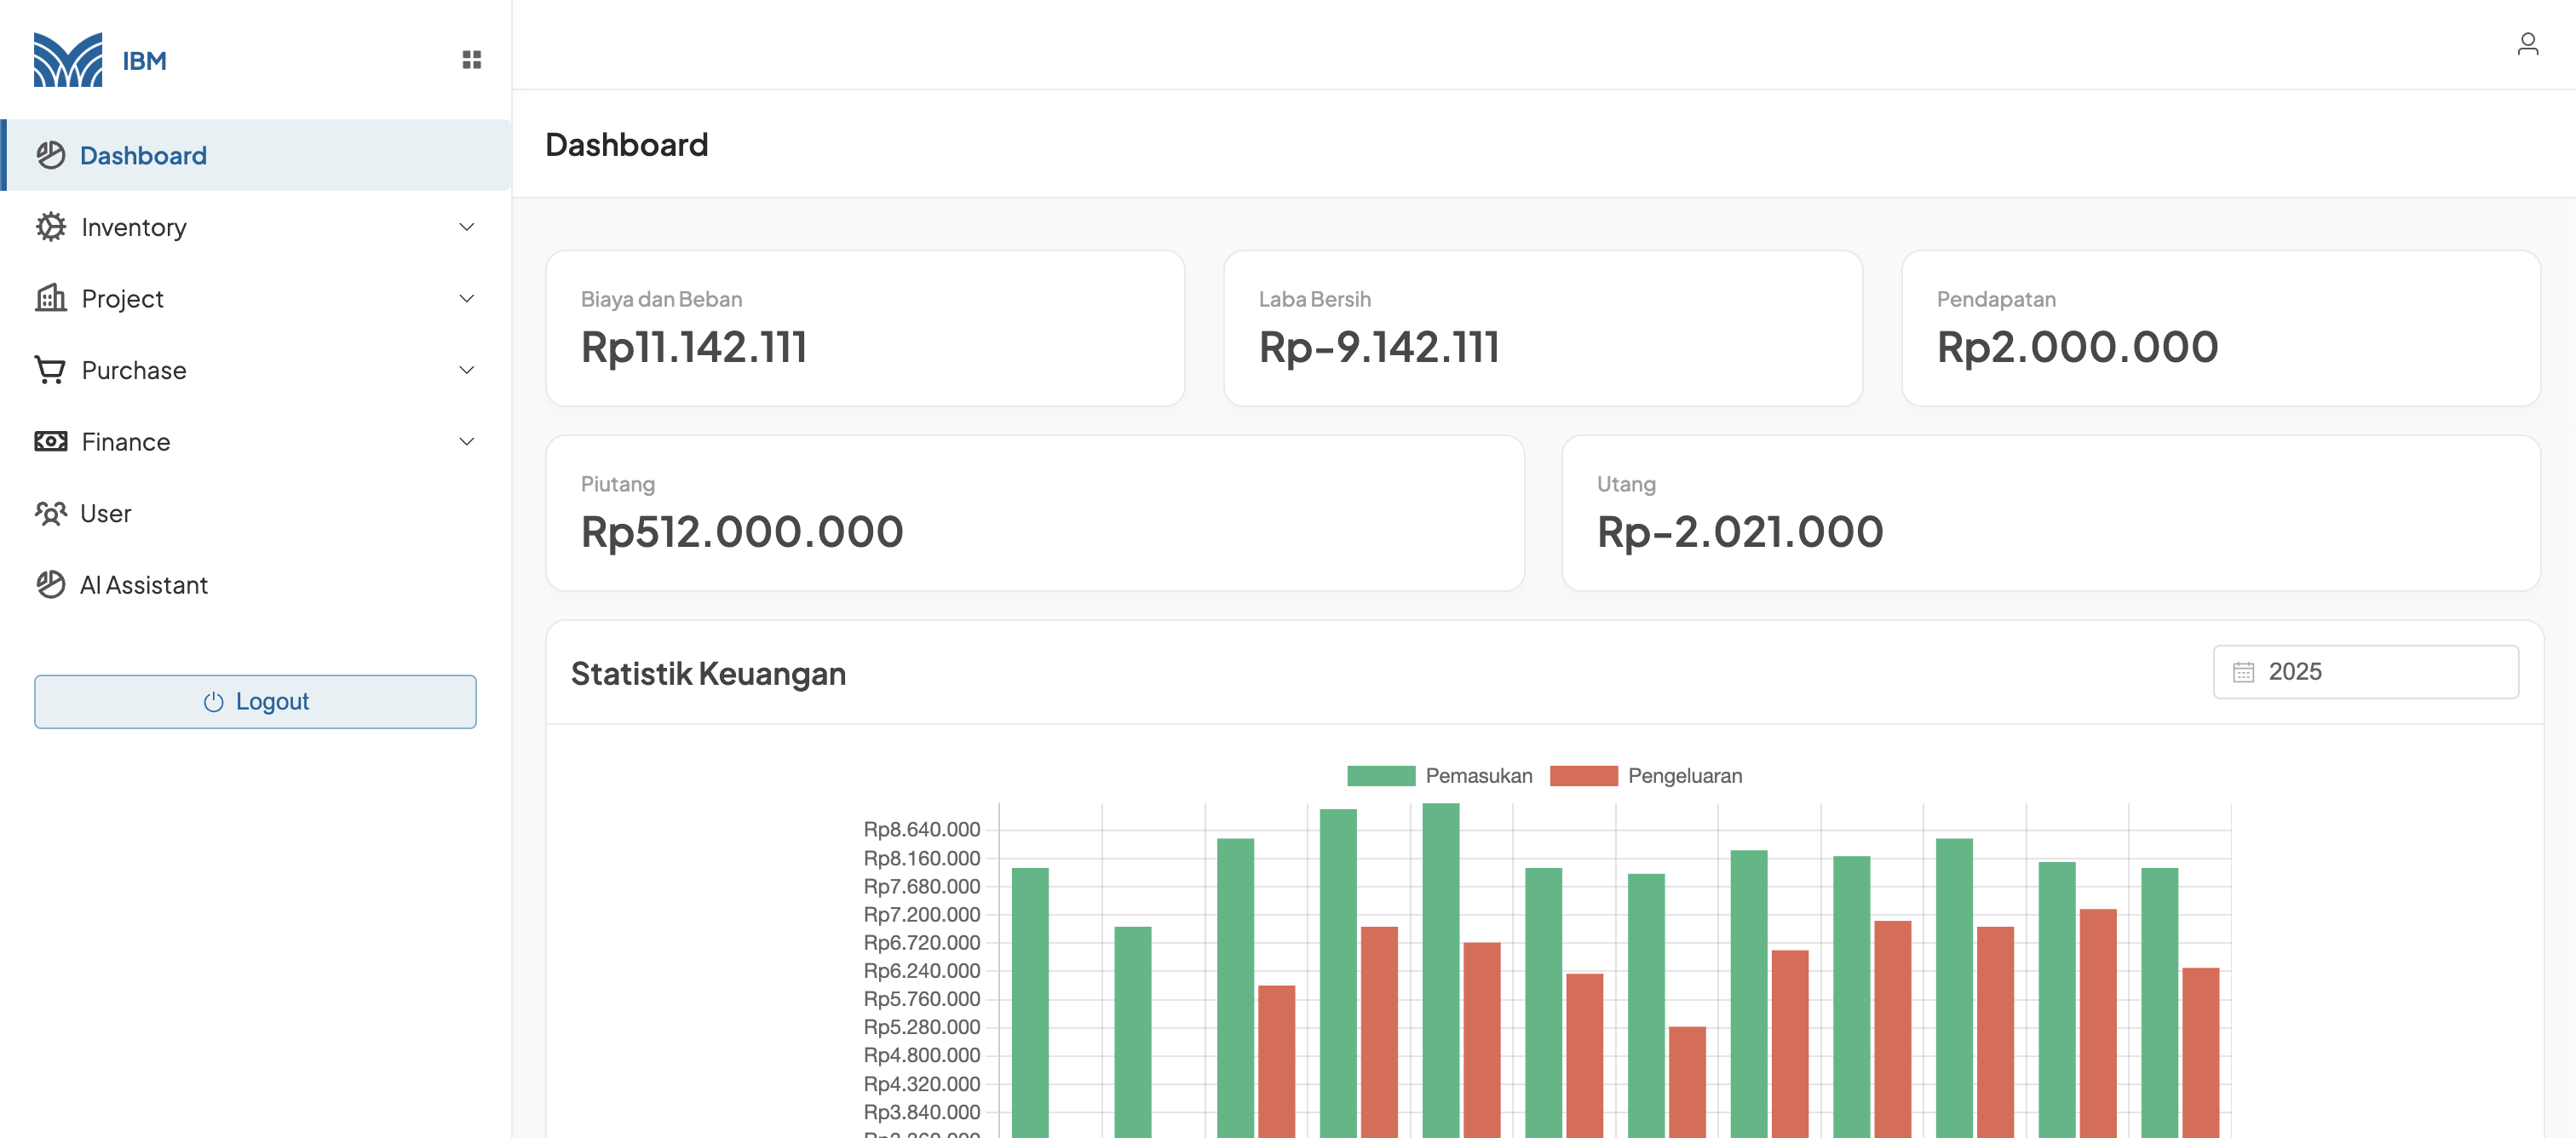 IBM
Dashboard
Inventory
Project
Purchase
Finance
User
AI Assistant
Logout
Dashboard
Biaya dan Beban
Rp11.142.111
Laba Bersih
Rp-9.142.111
Pendapatan
Rp2.000.000
Piutang
Rp512.000.000
Utang
Rp-2.021.000
Statistik Keuangan
2025
Pemasukan
Pengeluaran
Rp8.640.000
Rp8.160.000
Rp7.680.000
Rp7.200.000
Rp6.720.000
Rp6.240.000
Rp5.760.000
Rp5.280.000
Rp4.800.000
Rp4.320.000
Rp3.840.000